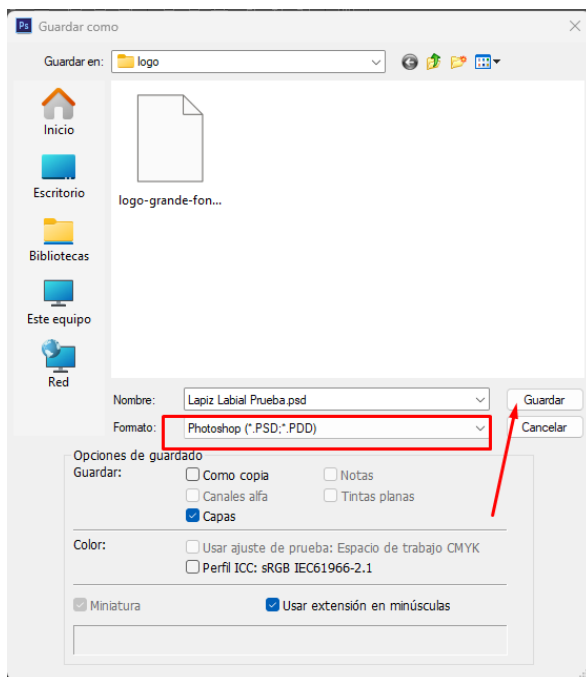 Ps Guardar como
Guardar en: logo
Inicio
Escritorio
logo-grande-fon...
Bibliotecas
Este equipo
Red
Nombre: Lapiz Labial Prueba.psd Guardar
Formato: Photoshop (*.PSD;*.PDD) Cancelar
Opciones de guardado
Guardar: Como copia Notas
Canales alfa Tintas planas
Capas
Color: Usar ajuste de prueba: Espacio de trabajo CMYK
Perfil ICC: sRGB IEC61966-2.1
Miniatura Usar extensión en minúsculas